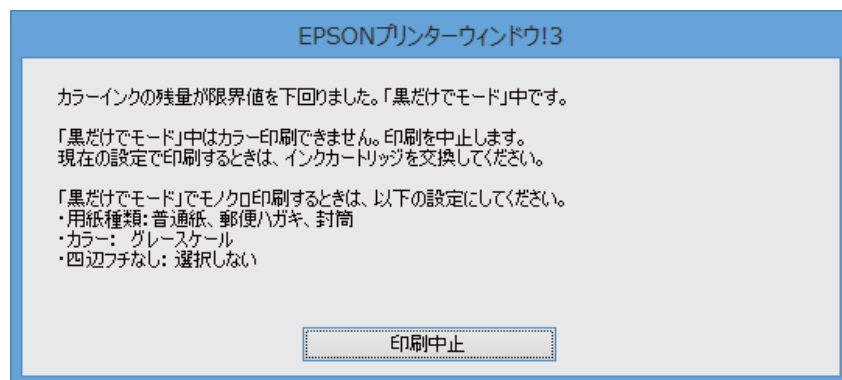 EPSONプリンターウィンドウ!3
カラーインクの残量が限界値を下回りました。「黒だけでモード」中です。
「黒だけでモード」中はカラー印刷できません。印刷を中止します。
現在の設定で印刷するときは、インクカートリッジを交換してください。
「黒だけでモード」でモノクロ印刷するときは、以下の設定にしてください。
・用紙種類：普通紙、郵便ハガキ、封筒
・カラー： グレースケール
・四辺フチなし：選択しない
印刷中止